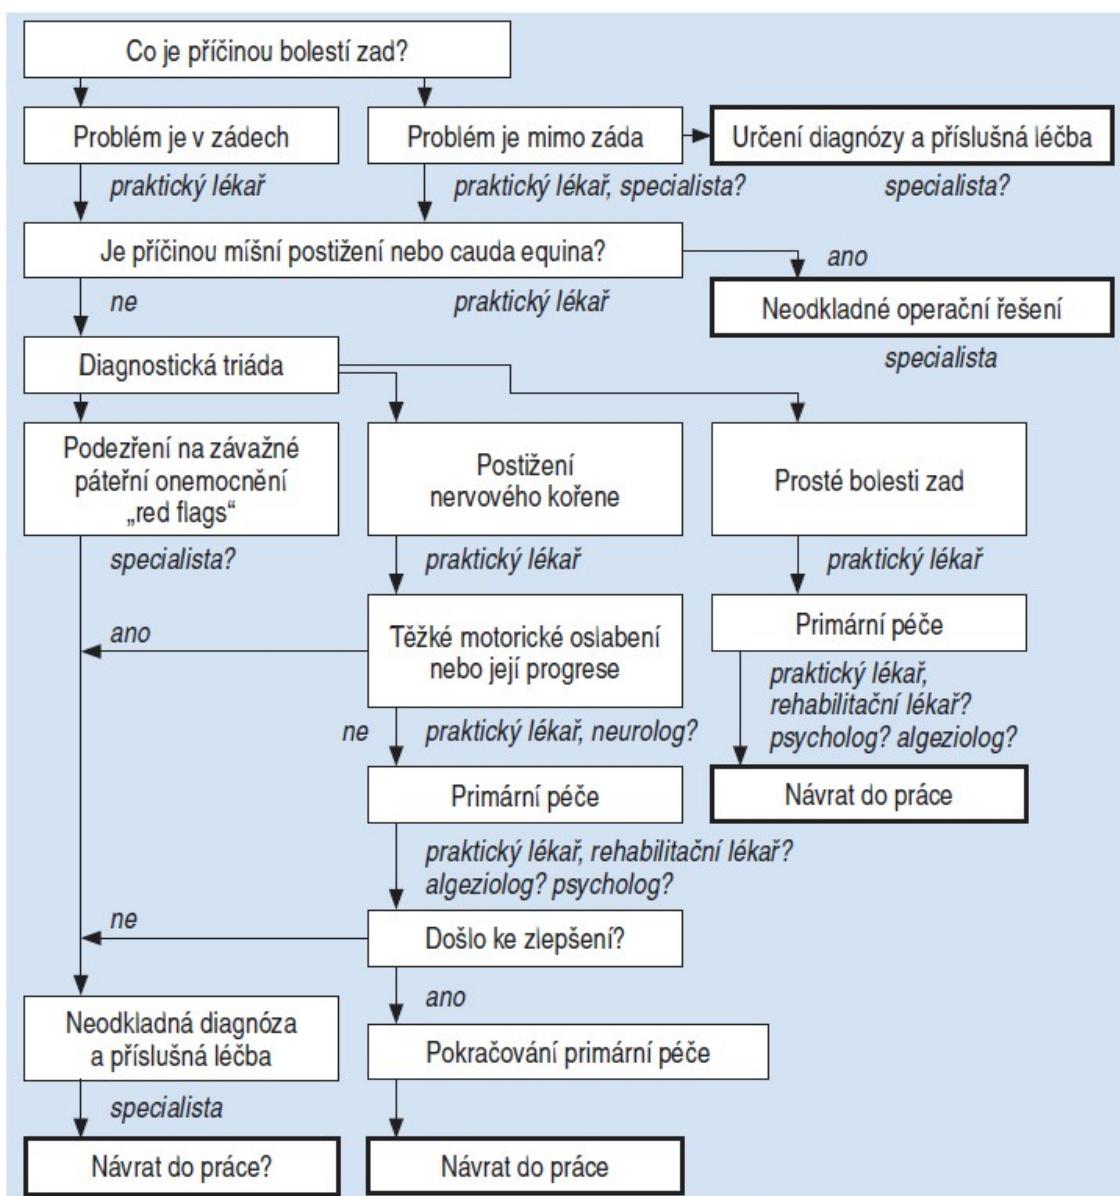 Co je příčinou bolestí zad?
Problém je v zádech
Problém je mimo záda
Určení diagnózy a příslušná léčba
praktický lékař
praktický lékař, specialista?
specialista?
Je příčinou míšní postižení nebo cauda equina?
ano
ne
praktický lékař
Neodkladné operační řešení
specialista
Diagnostická triáda
Podezření na závažné
páteřní onemocnění
„red flags“
Postižení
nervového kořene
Prosté bolesti zad
specialista?
praktický lékař
praktický lékař
ano
Těžké motorické oslabení
nebo její progrese
Primární péče
praktický lékař,
rehabilitační lékař?
psycholog? algeziolog?
ne
praktický lékař, neurolog?
Primární péče
Návrat do práce
praktický lékař, rehabilitační lékař?
algeziolog? psycholog?
ne
Došlo ke zlepšení?
ano
Neodkladná diagnóza
a příslušná léčba
Pokračování primární péče
specialista
Návrat do práce?
Návrat do práce